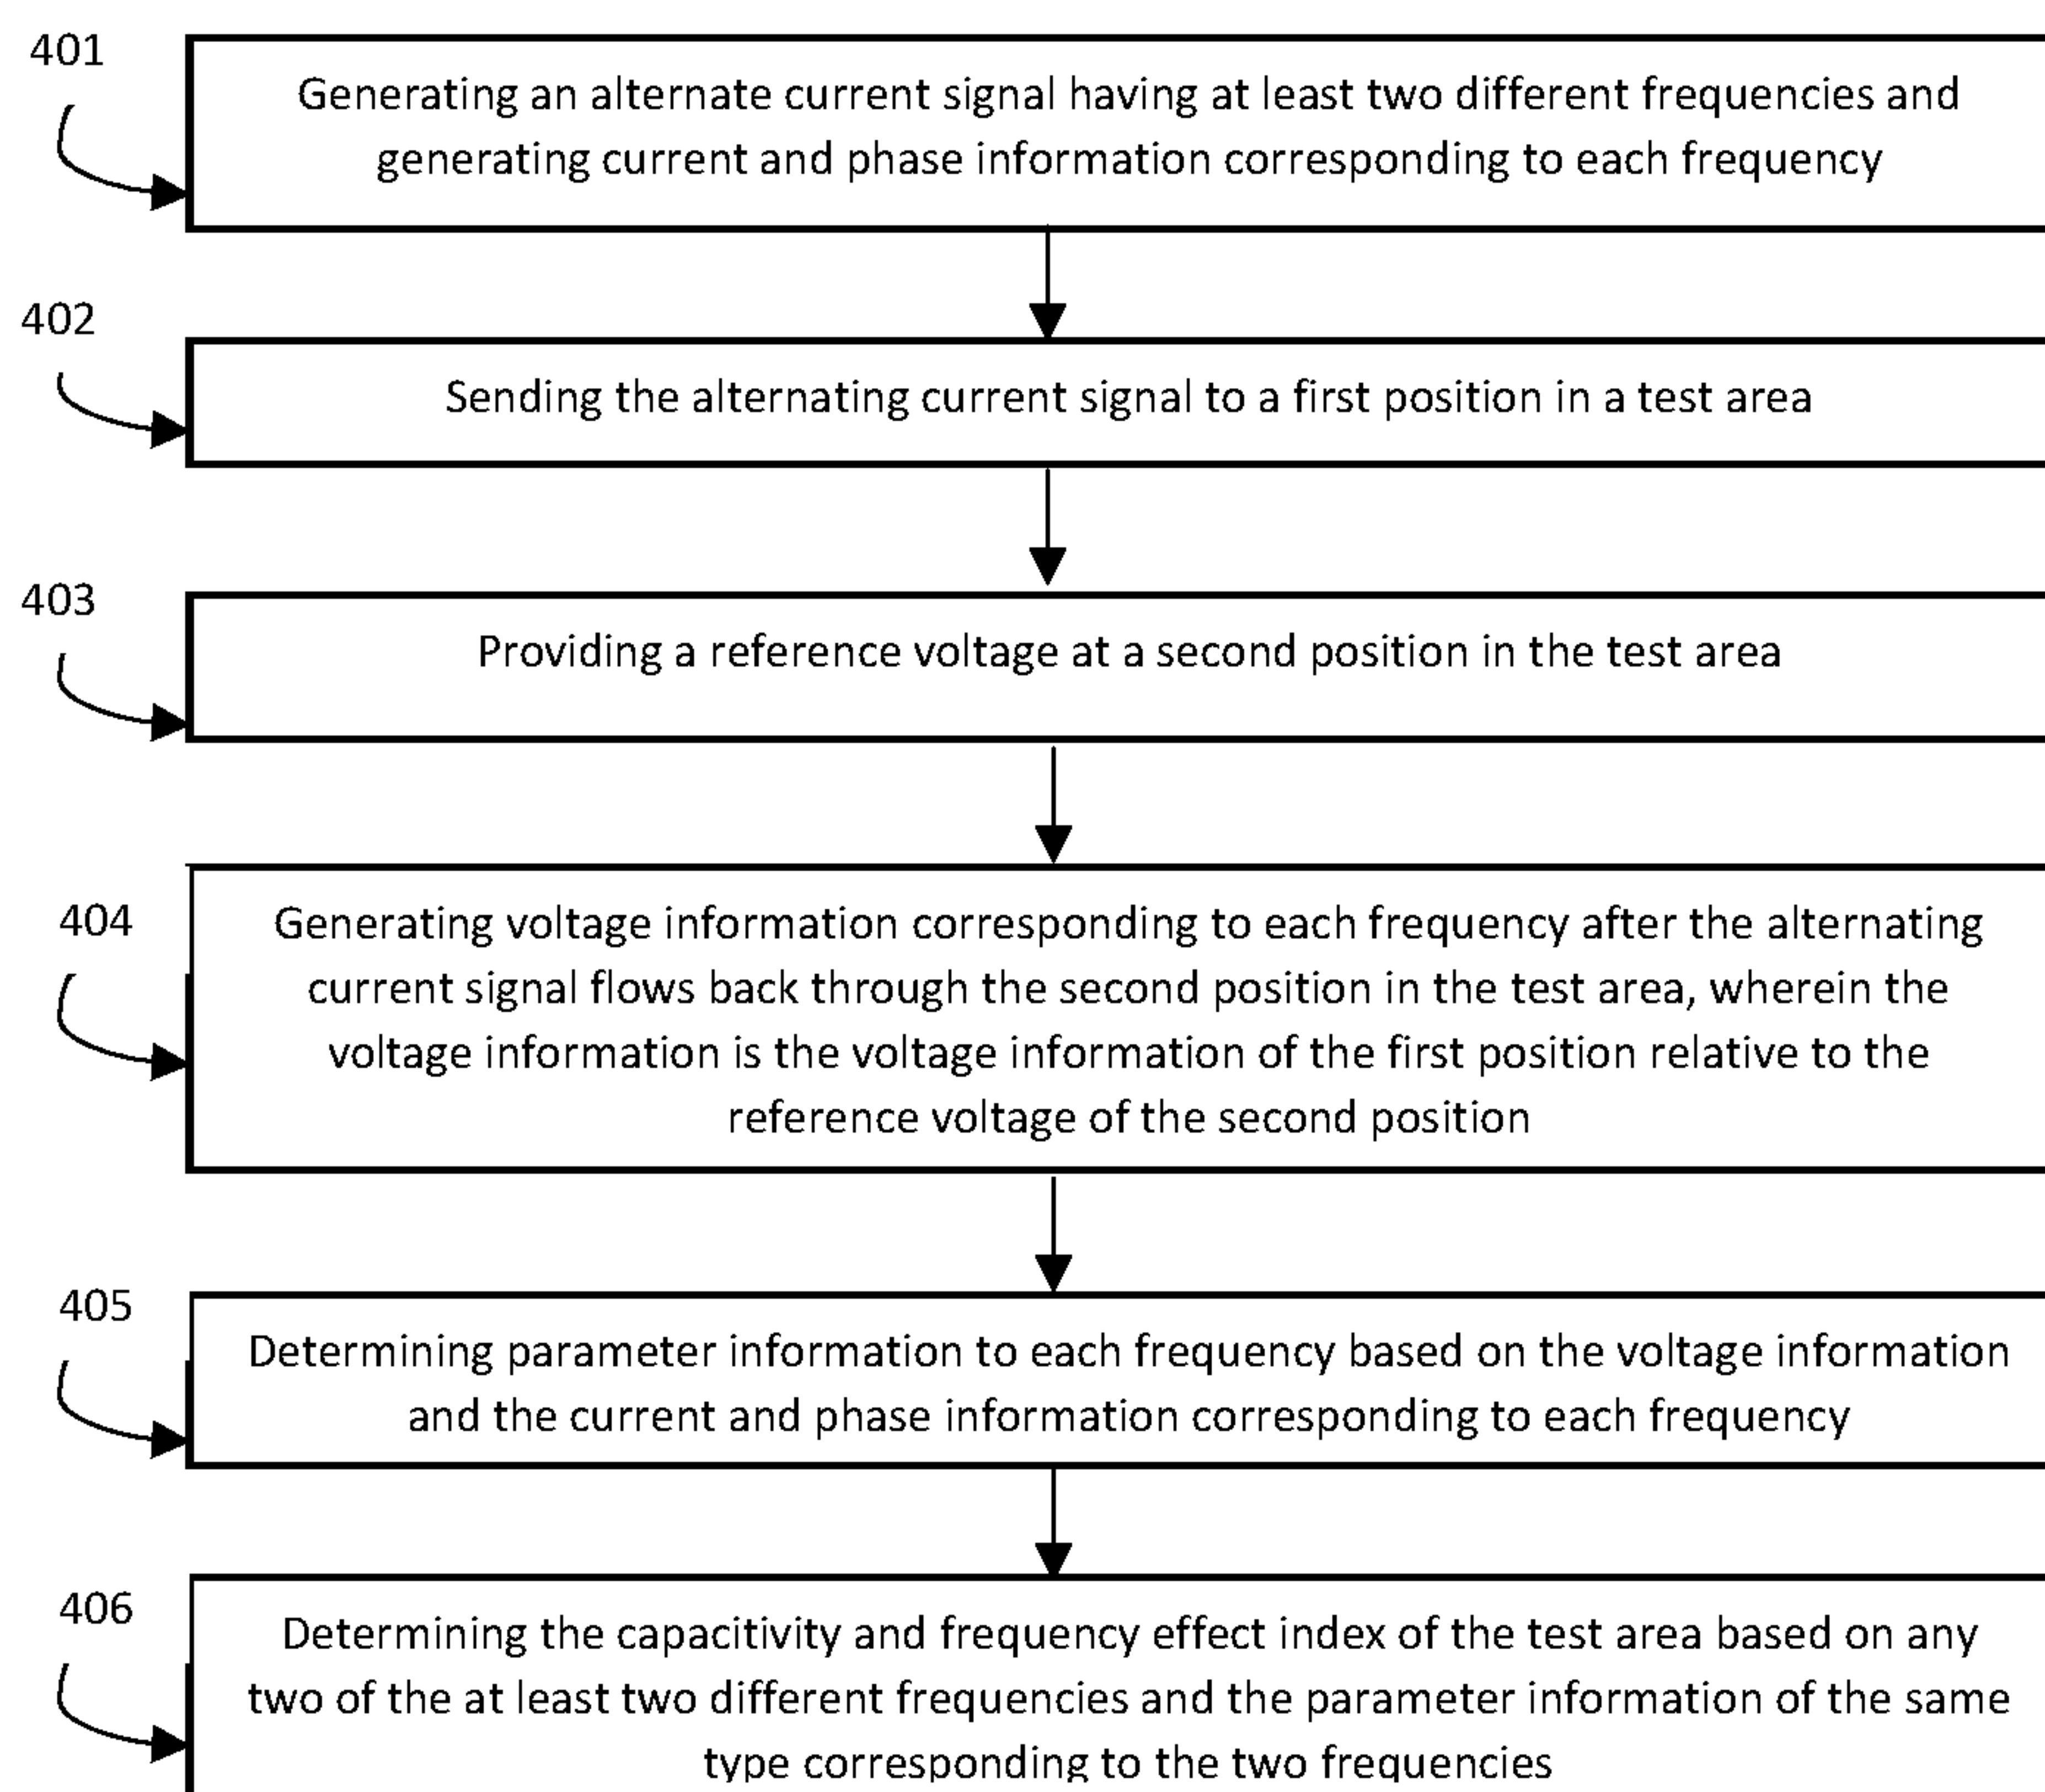 401
Generating an alternate current signal having at least two different frequencies and
generating current and phase information corresponding to each frequency
402
Sending the alternating current signal to a first position in a test area
403
Providing a reference voltage at a second position in the test area
404
Generating voltage information corresponding to each frequency after the alternating
current signal flows back through the second position in the test area, wherein the
voltage information is the voltage information of the first position relative to the
reference voltage of the second position
405
Determining parameter information to each frequency based on the voltage information
and the current and phase information corresponding to each frequency
406
Determining the capacitivity and frequency effect index of the test area based on any
two of the at least two different frequencies and the parameter information of the same
type corresponding to the two frequencies